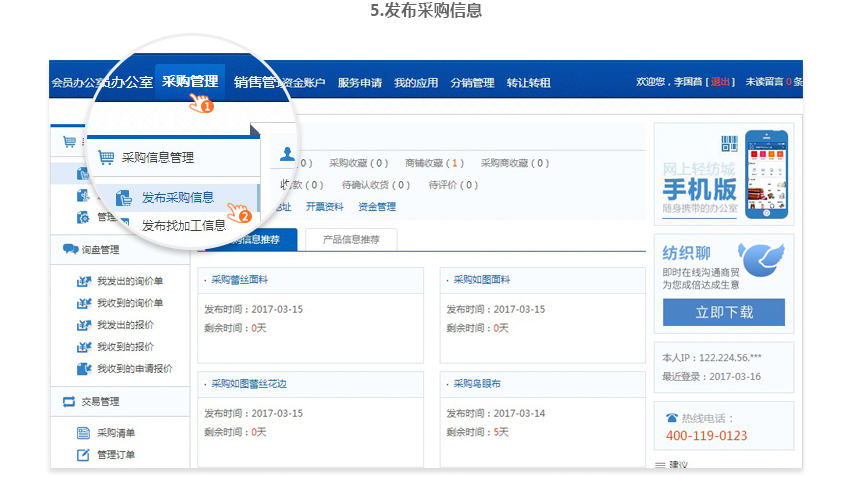 5.发布采购信息
会员办公室 办公室 采购管理 销售管 资金账户 服务申请 我的应用 分销管理 转让转租 欢迎您，李国苗 [ 退出 ] 未读留言 0 条
1
采购信息管理
发布采购信息
2
发布找加工信息
管理
0 ) 采购收藏 ( 0 ) 商铺收藏 ( 1 ) 采购商收藏 ( 0 )
收款 ( 0 ) 待确认收货 ( 0 ) 待评价 ( 0 )
地址 开票资料 资金管理
购信息推荐 产品信息推荐
询盘管理
我发出的询价单
我收到的询价单
我发出的报价
我收到的报价
我收到的申请报价
交易管理
采购清单
管理订单
· 采购蕾丝面料
发布时间：2017-03-15
剩余时间：0天
· 采购如图面料
发布时间：2017-03-15
剩余时间：0天
· 采购如图蕾丝花边
发布时间：2017-03-15
剩余时间：0天
· 采购鸟眼布
发布时间：2017-03-14
剩余时间：5天
网上轻纺城
手机版
随身携带的办公室
纺织聊
即时在线沟通商贸
为您成倍达成生意
立即下载
本人IP：122.224.56.***
最近登录：2017-03-16
热线电话：
400-119-0123
建议